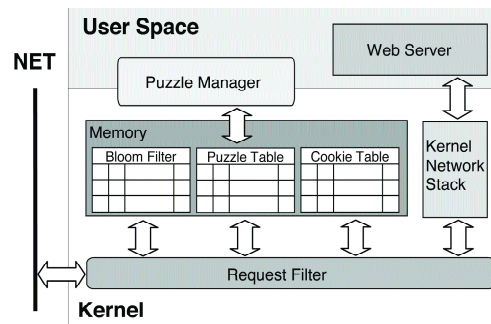 User Space
Web Server
NET
Puzzle Manager
Memory
Bloom Filter
Puzzle Table
Cookie Table
Kernel
Network
Stack
Request Filter
Kernel